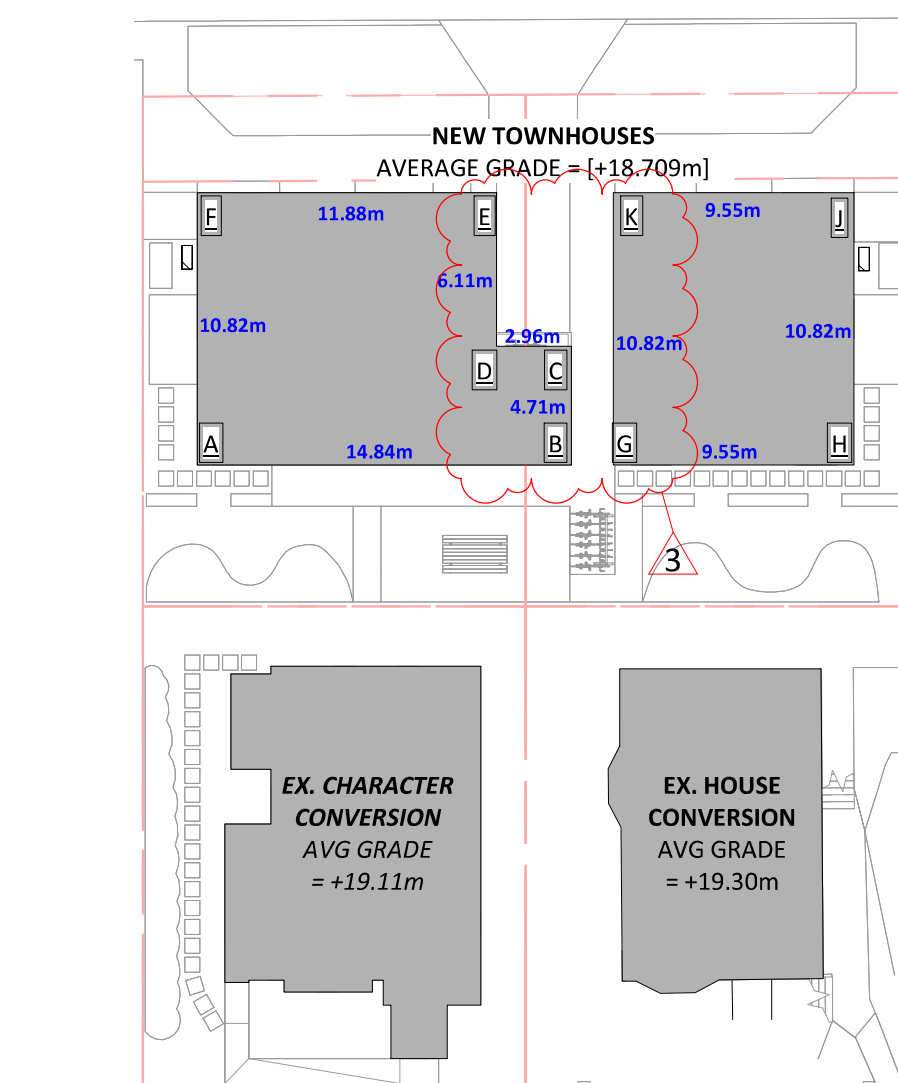 NEW TOWNHOUSES
AVERAGE GRADE = [+18.709m]
F
11.88m
E
K
9.55m
J
6.11m
10.82m
2.96m
10.82m
10.82m
D
C
4.71m
A
14.84m
B
G
9.55m
H
3
EX. CHARACTER
CONVERSION
AVG GRADE
= +19.11m
EX. HOUSE
CONVERSION
AVG GRADE
= +19.30m